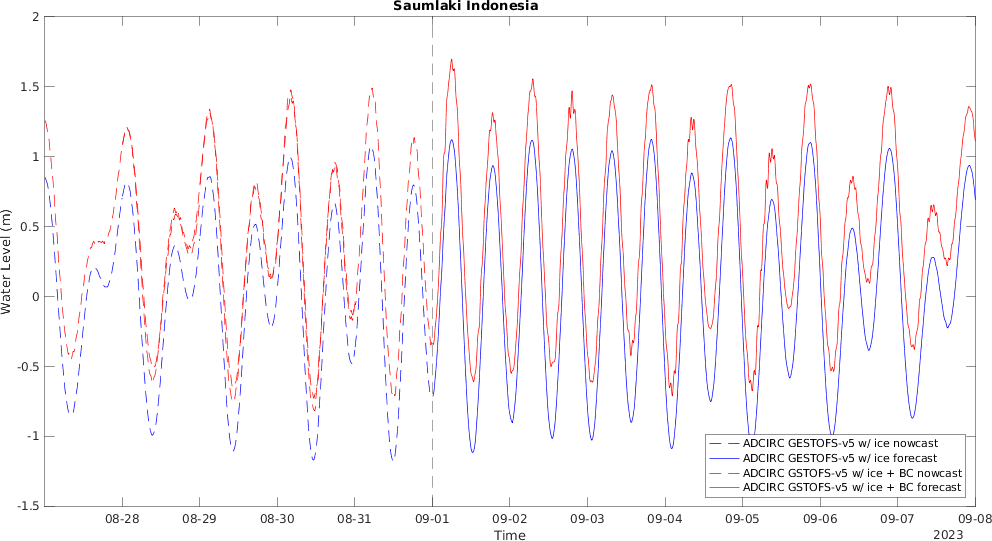 Saumlaki Indonesia
2
1.5
1
0.5
0
-0.5
-1
-1.5
Water Level (m)
08-28 08-29 08-30 08-31 09-01 09-02 09-03 09-04 09-05 09-06 09-07 09-08
Time
2023
ADCIRC GESTOFS-v5 w/ ice nowcast
ADCIRC GESTOFS-v5 w/ ice forecast
ADCIRC GSTOFS-v5 w/ ice + BC nowcast
ADCIRC GSTOFS-v5 w/ ice + BC forecast